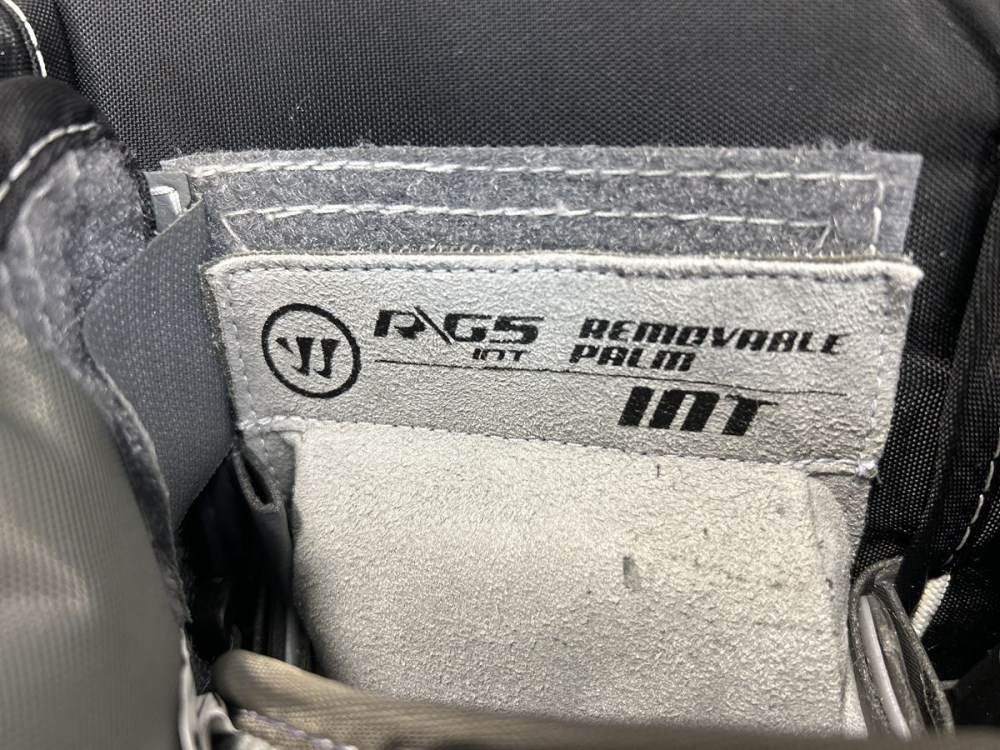 R\G5 REMOVABLE
INT PALM
INT